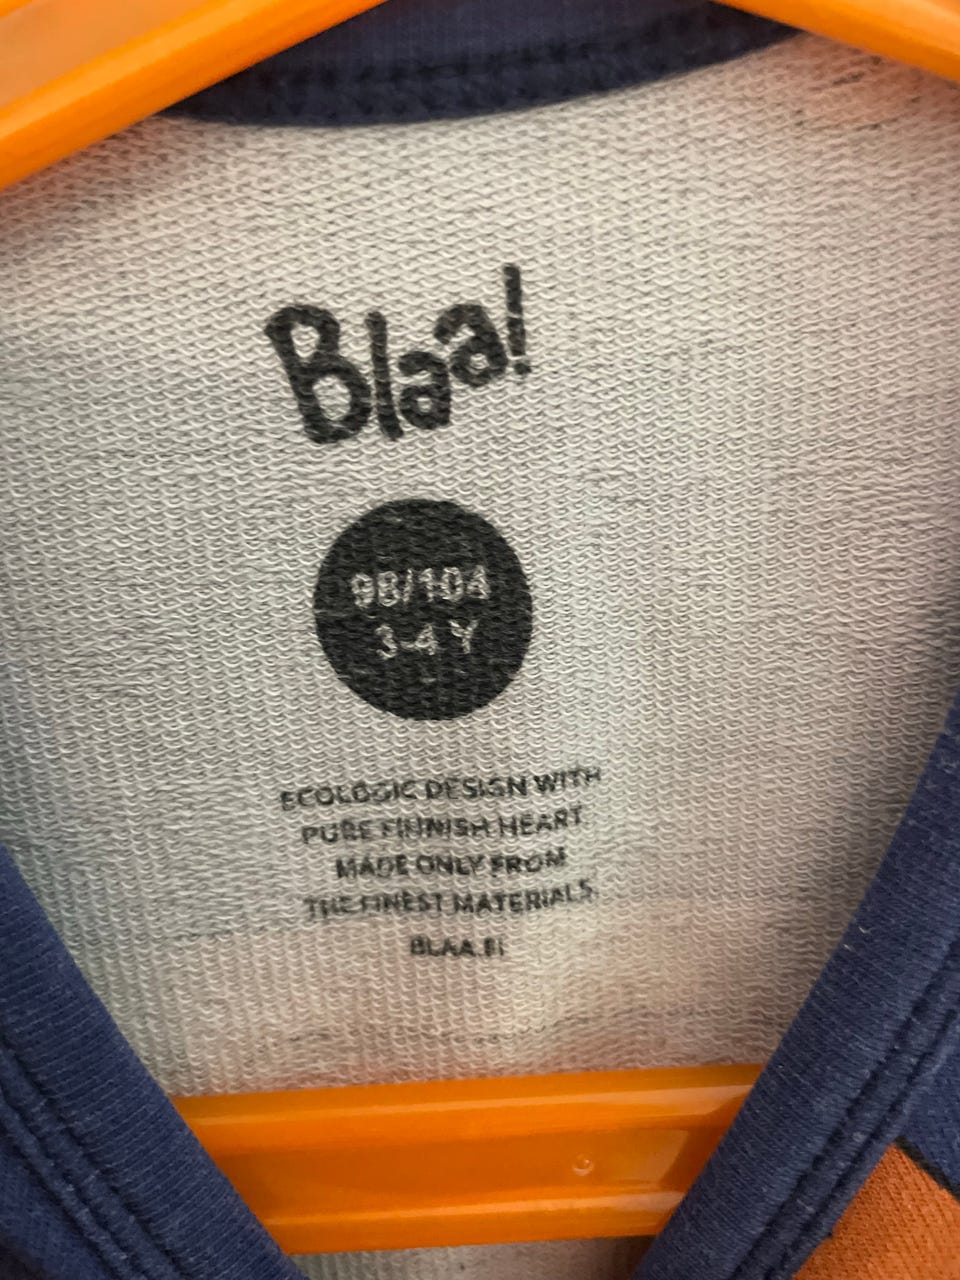 Blaa!
98/104
3-4 Y
ECOLOGIC DESIGN WITH
PURE FINNISH HEART.
MADE ONLY FROM
THE FINEST MATERIALS.
BLAA.FI